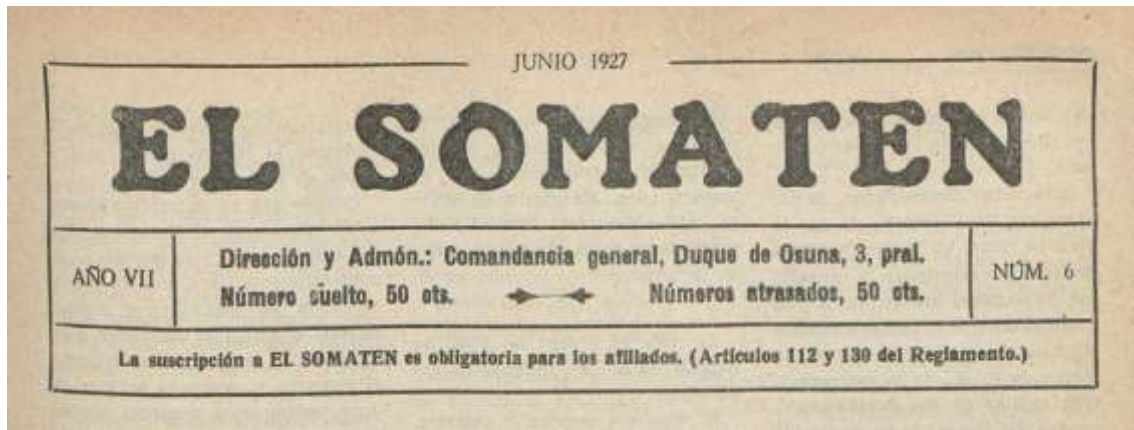 JUNIO 1927
EL SOMATEN
AÑO VII
Dirección y Admón.: Comandancia general, Duque de Osuna, 3, pral.
Número suelto, 50 cts. Números atrasados, 50 cts.
NÚM. 6
La suscripción a EL SOMATEN es obligatoria para los afiliados. (Artículos 112 y 130 del Reglamento.)